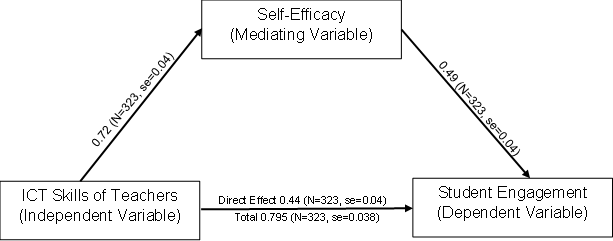 Self-Efficacy
(Mediating Variable)
0.72 (N=323, se=0.04)
0.49 (N=323, se=0.04)
ICT Skills of Teachers
(Independent Variable)
Direct Effect 0.44 (N=323, se=0.04)
Total 0.795 (N=323, se=0.038)
Student Engagement
(Dependent Variable)